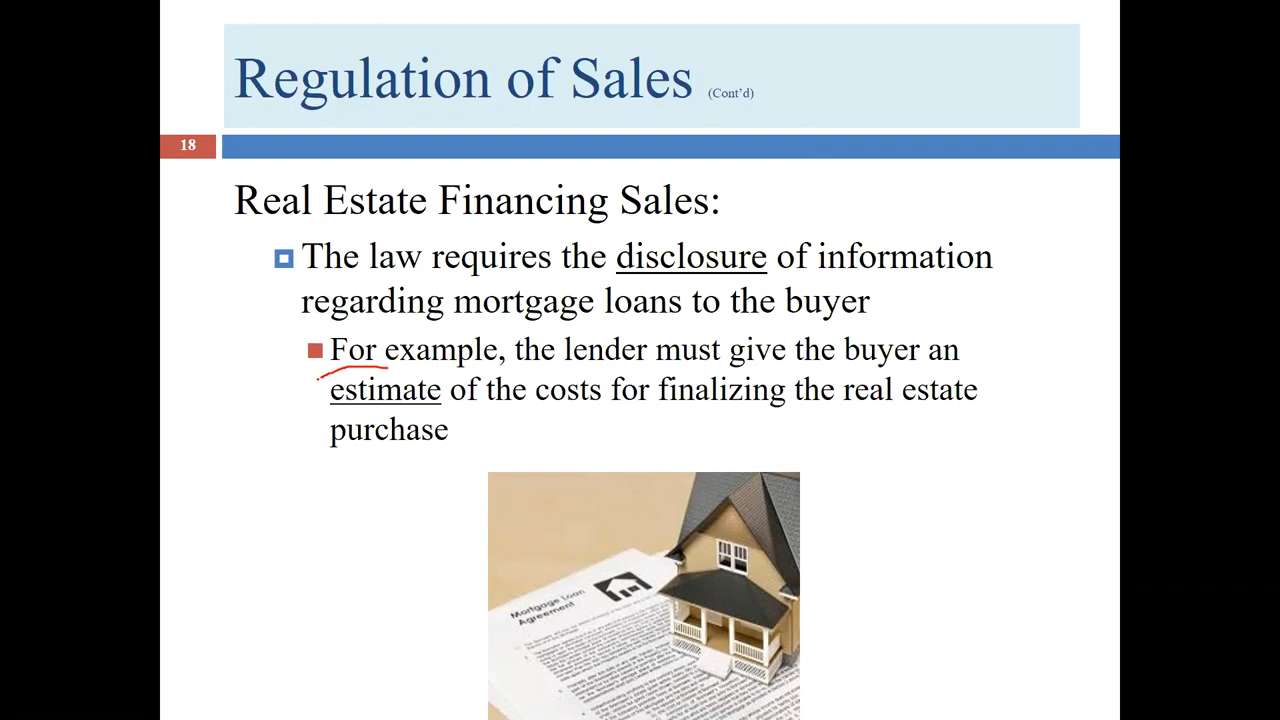 Regulation of Sales (Cont'd)
18
Real Estate Financing Sales:
The law requires the disclosure of information
regarding mortgage loans to the buyer
For example, the lender must give the buyer an
estimate of the costs for finalizing the real estate
purchase
Mortgage Loan
Agreement